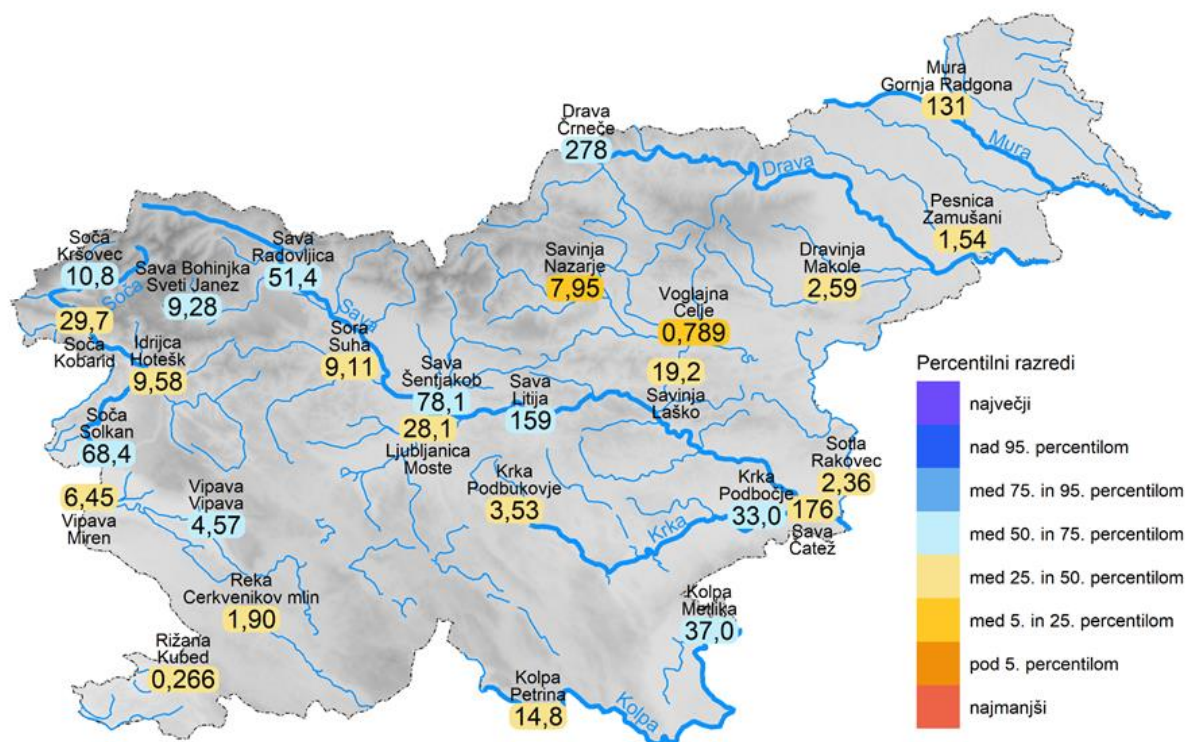 Mura
Gornja Radgona
131
Mura
Drava
Črneče
278
Drava
Pesnica
Zamušani
1,54
Soča
Kršovec
10,8
Sava Bohinjka
Sveti Janez
9,28
Sava
Radovljica
51,4
Savinja
Nazarje
7,95
Dravinja
Makole
2,59
Soča
29,7
Soča
Kobarid
Idrijca
Hotešk
9,58
Sava
Sora
Suha
9,11
Voglajna
Celje
0,789
19,2
Savinja
Laško
Sava
Šentjakob
78,1
Sava
Litija
159
28,1
Ljubljanica
Moste
Soča
Solkan
68,4
6,45
Vipava
Miren
Vipava
Vipava
4,57
Krka
Podbukovje
3,53
Krka
Krka
Podbočje
33,0
Sotla
Rakovec
2,36
176
Sava
Čatež
Reka
Cerkvenikov mlin
1,90
Rižana
Kubed
0,266
Kolpa
Petrina
14,8
Kolpa
Kolpa
Metlika
37,0
Percentilni razredi
največji
nad 95. percentilom
med 75. in 95. percentilom
med 50. in 75. percentilom
med 25. in 50. percentilom
med 5. in 25. percentilom
pod 5. percentilom
najmanjši